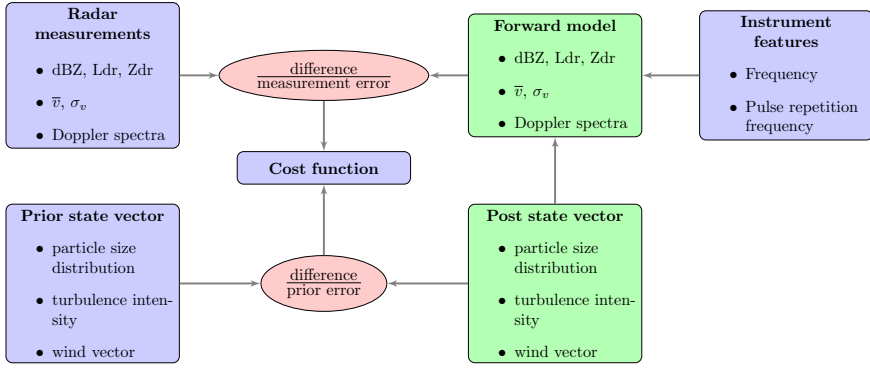 Radar
measurements
• dBZ, Ldr, Zdr
• v̅, σᵥ
• Doppler spectra
difference
measurement error
Forward model
• dBZ, Ldr, Zdr
• v̅, σᵥ
• Doppler spectra
Instrument
features
• Frequency
• Pulse repetition
frequency
Cost function
Prior state vector
• particle size
distribution
• turbulence inten-
sity
• wind vector
difference
prior error
Post state vector
• particle size
distribution
• turbulence inten-
sity
• wind vector